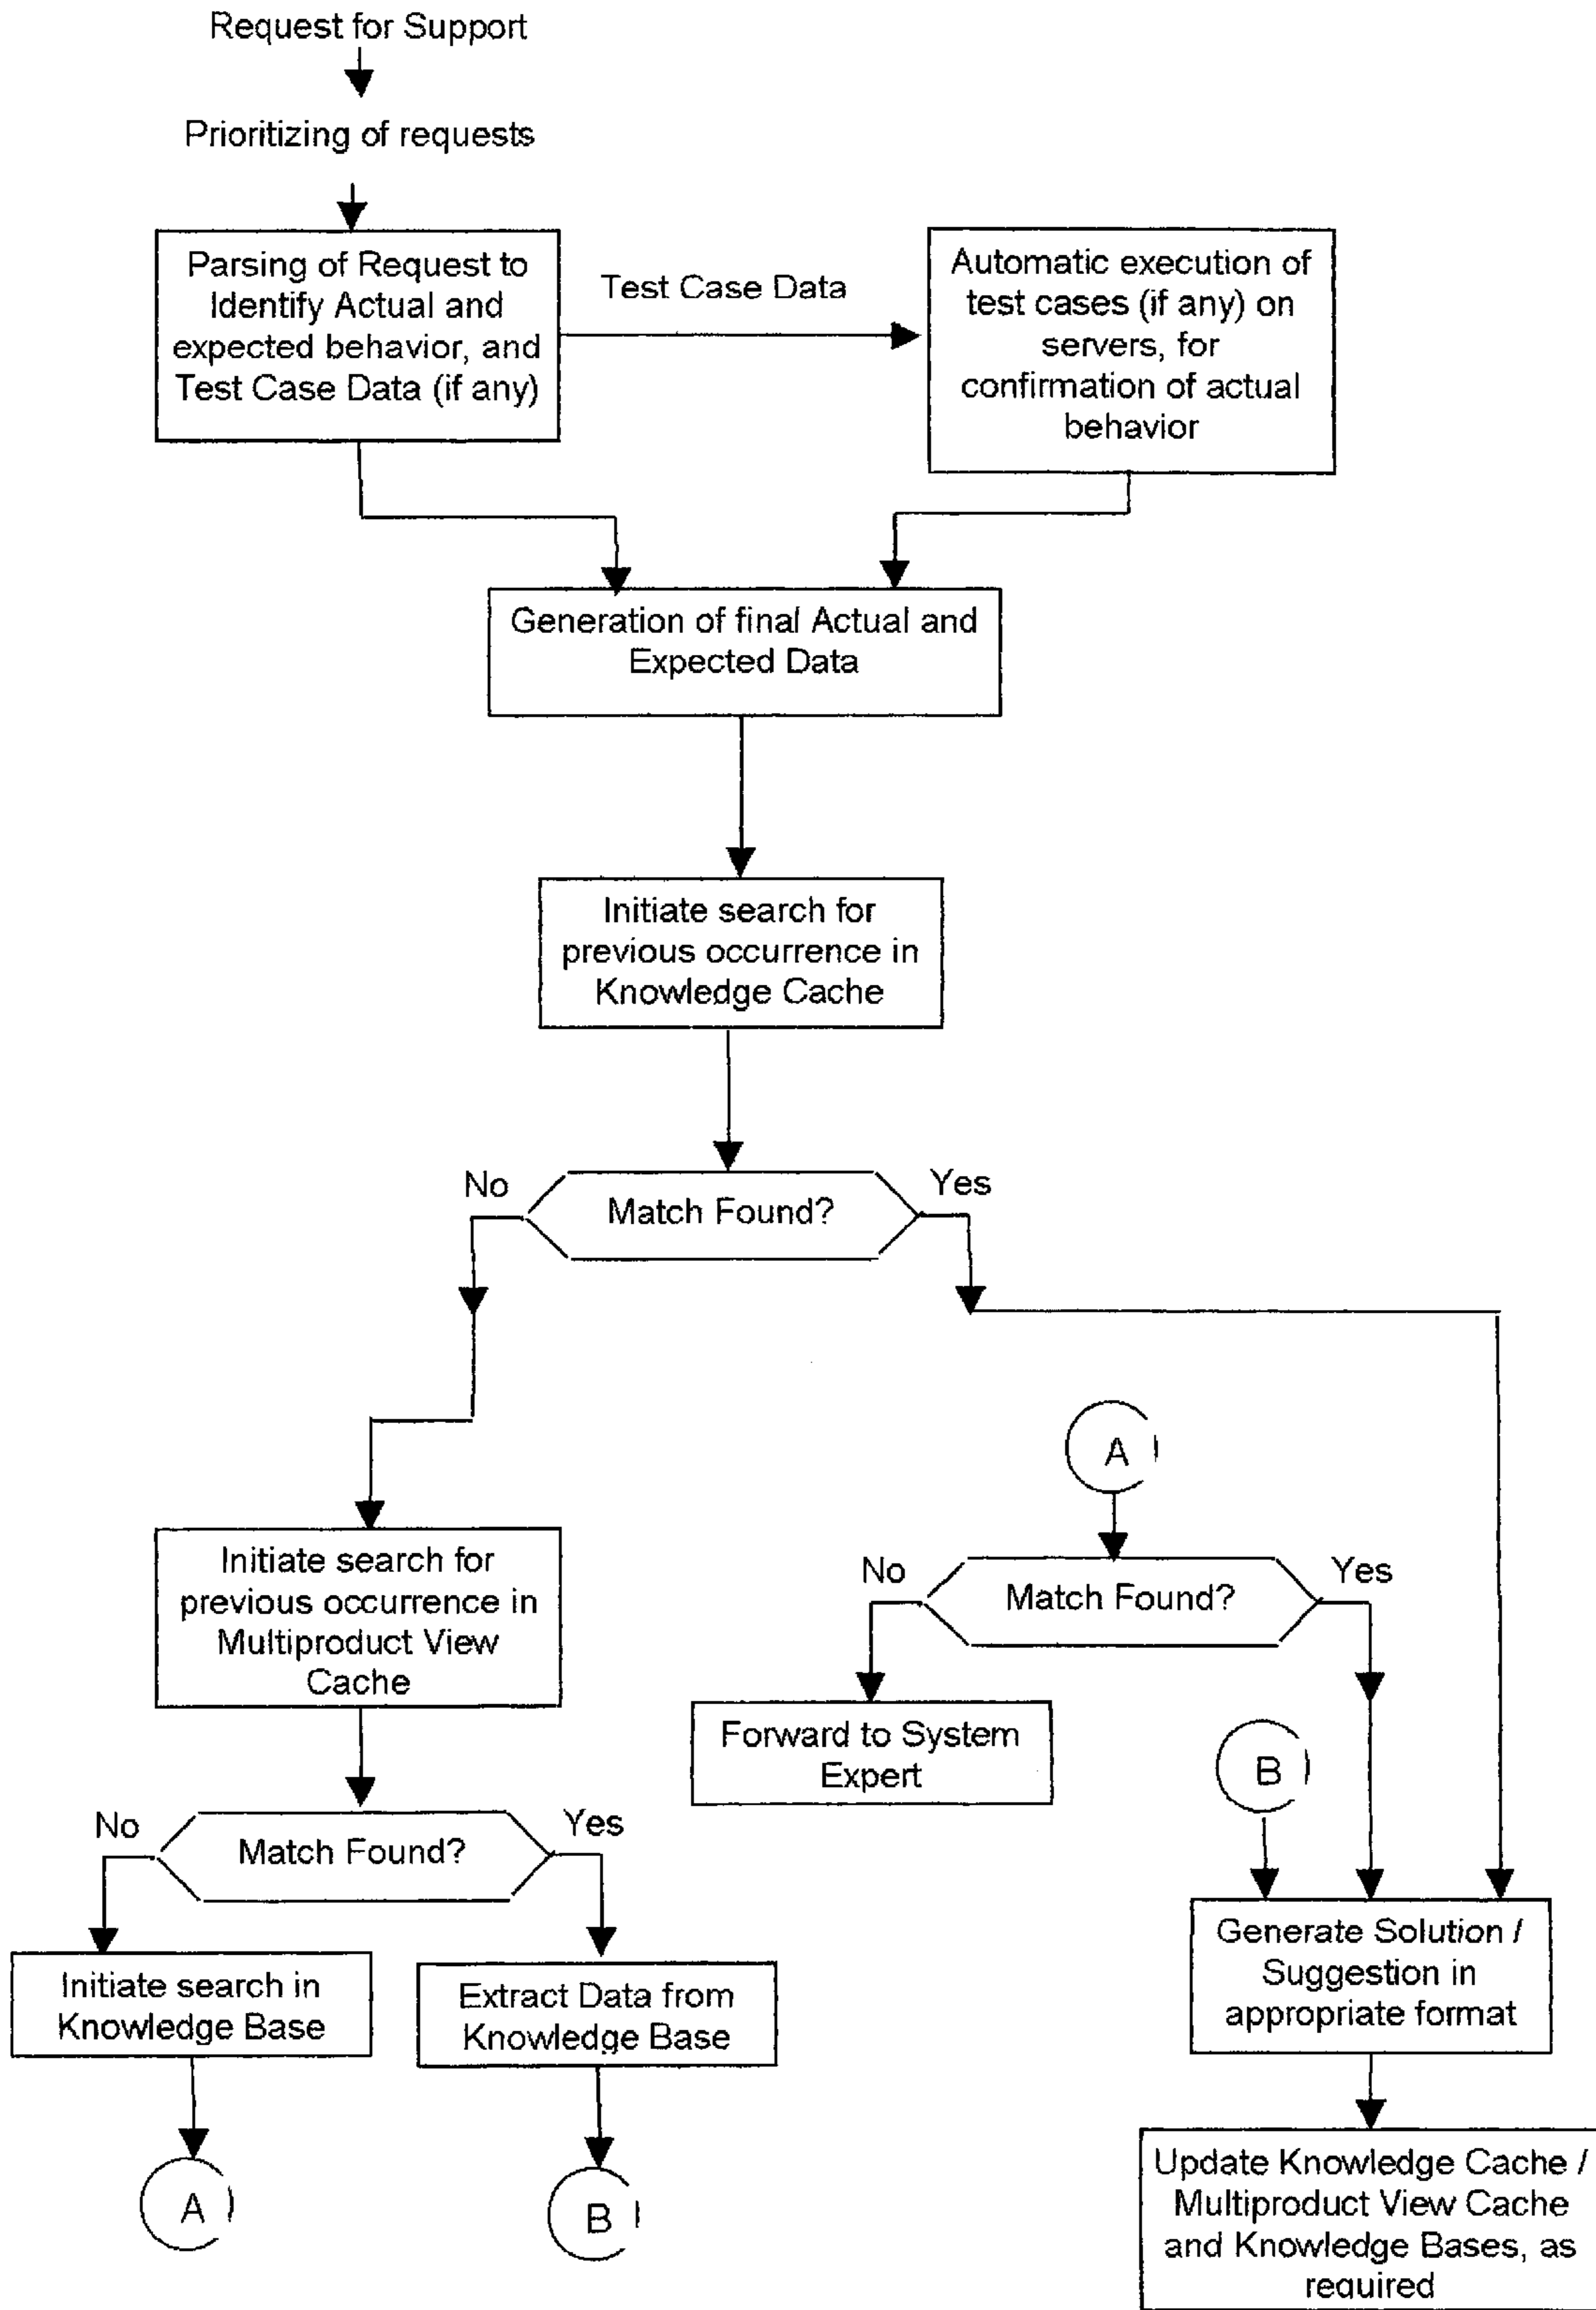 Request for Support
Prioritizing of requests
Parsing of Request to
Identify Actual and
expected behavior, and
Test Case Data (if any)
Test Case Data
Automatic execution of
test cases (if any) on
servers, for
confirmation of actual
behavior
Generation of final Actual and
Expected Data
Initiate search for
previous occurrence in
Knowledge Cache
No
Match Found?
Yes
A
Initiate search for
previous occurrence in
Multiproduct View
Cache
No
Match Found?
Yes
Forward to System
Expert
B
No
Match Found?
Yes
Initiate search in
Knowledge Base
Extract Data from
Knowledge Base
Generate Solution /
Suggestion in
appropriate format
A
B
Update Knowledge Cache /
Multiproduct View Cache
and Knowledge Bases, as
required